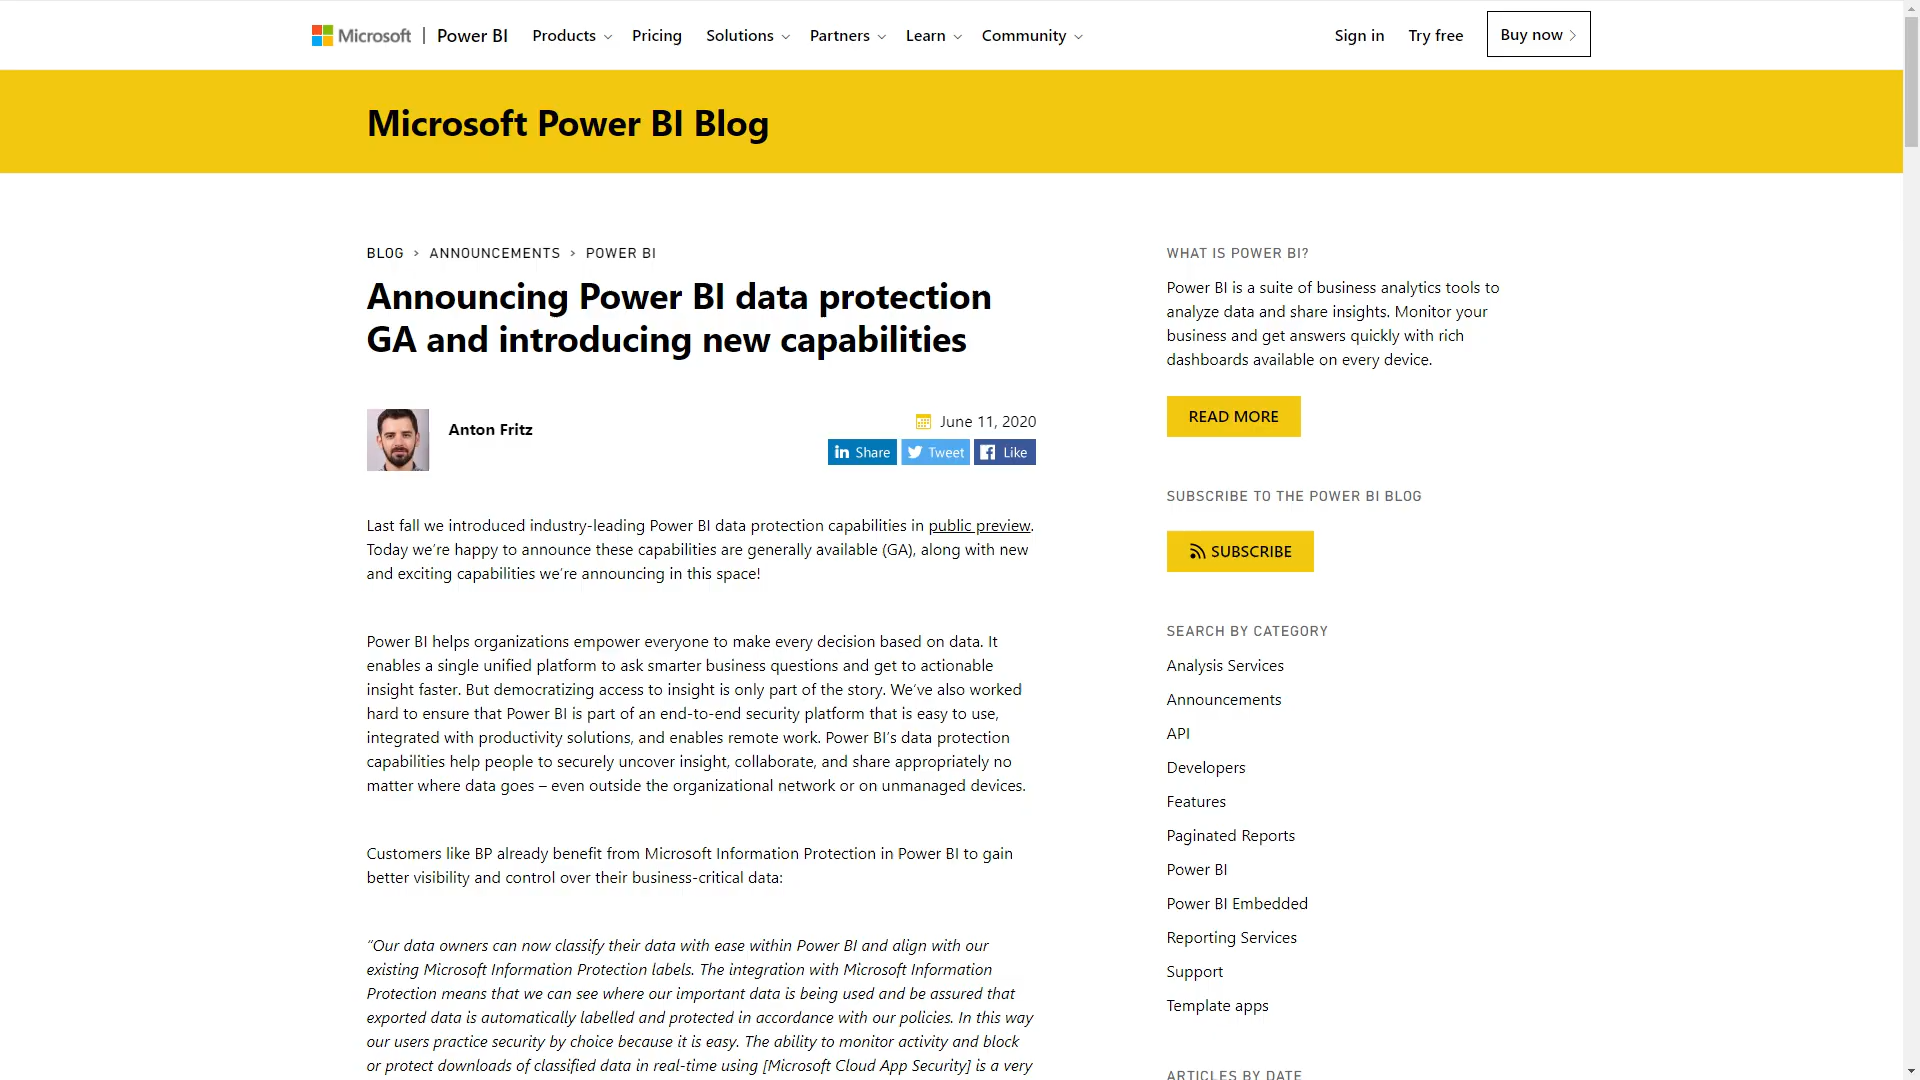 Microsoft | Power BI Products Pricing Solutions Partners Learn Community Sign in Try free Buy now
Microsoft Power BI Blog
BLOG > ANNOUNCEMENTS > POWER BI
Announcing Power BI data protection
GA and introducing new capabilities
Anton Fritz
June 11, 2020
in Share Tweet Like
Last fall we introduced industry-leading Power BI data protection capabilities in public preview.
Today we’re happy to announce these capabilities are generally available (GA), along with new
and exciting capabilities we’re announcing in this space!
Power BI helps organizations empower everyone to make every decision based on data. It
enables a single unified platform to ask smarter business questions and get to actionable
insight faster. But democratizing access to insight is only part of the story. We’ve also worked
hard to ensure that Power BI is part of an end-to-end security platform that is easy to use,
integrated with productivity solutions, and enables remote work. Power BI’s data protection
capabilities help people to securely uncover insight, collaborate, and share appropriately no
matter where data goes – even outside the organizational network or on unmanaged devices.
Customers like BP already benefit from Microsoft Information Protection in Power BI to gain
better visibility and control over their business-critical data:
“Our data owners can now classify their data with ease within Power BI and align with our
existing Microsoft Information Protection labels. The integration with Microsoft Information
Protection means that we can see where our important data is being used and be assured that
exported data is automatically labelled and protected in accordance with our policies. In this way
our users practice security by choice because it is easy. The ability to monitor activity and block
or protect downloads of classified data in real-time using [Microsoft Cloud App Security] is a very
WHAT IS POWER BI?
Power BI is a suite of business analytics tools to
analyze data and share insights. Monitor your
business and get answers quickly with rich
dashboards available on every device.
READ MORE
SUBSCRIBE TO THE POWER BI BLOG
SUBSCRIBE
SEARCH BY CATEGORY
Analysis Services
Announcements
API
Developers
Features
Paginated Reports
Power BI
Power BI Embedded
Reporting Services
Support
Template apps
ARTICLES BY DATE